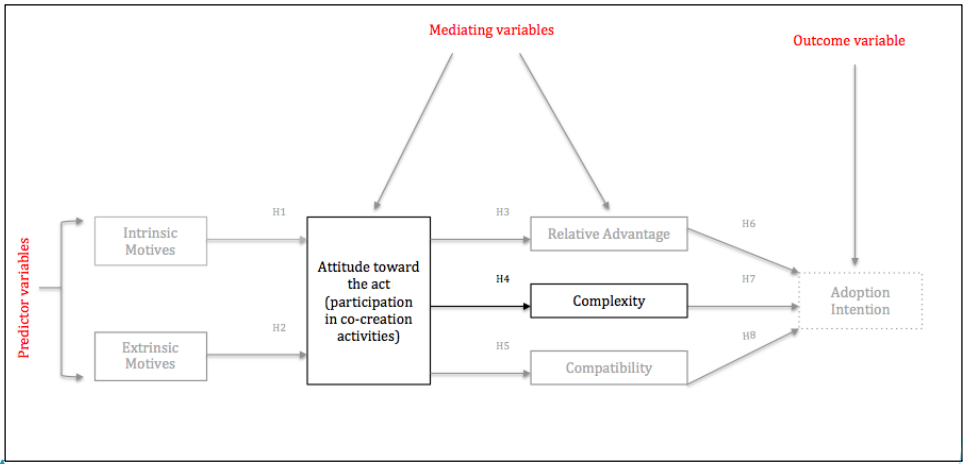 Mediating variables
Outcome variable
Predictor variables
H1
H3
H6
Intrinsic
Motives
Relative Advantage
Attitude toward
the act
(participation
in co-creation
activities)
H4
H7
Complexity
Adoption
Intention
H2
H5
H8
Extrinsic
Motives
Compatibility